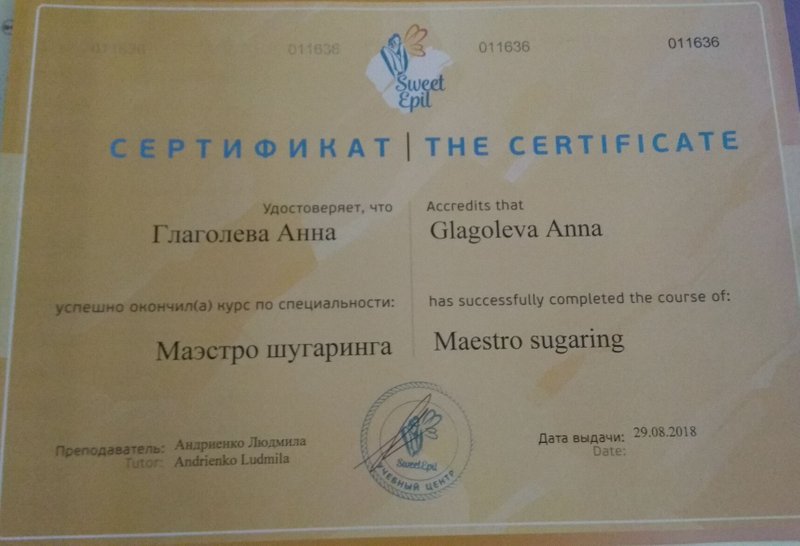 011636 011636 011636 011636
Sweet
Epil
СЕРТИФИКАТ | THE CERTIFICATE
Удостоверяет, что
Глаголева Анна
Accredits that
Glagoleva Anna
успешно окончил(а) курс по специальности:
Маэстро шугаринга
has successfully completed the course of:
Maestro sugaring
Преподаватель: Андриенко Людмила
Tutor: Andrienko Ludmila
SweetEpil
УЧЕБНЫЙ ЦЕНТР
Дата выдачи: 29.08.2018
Date: